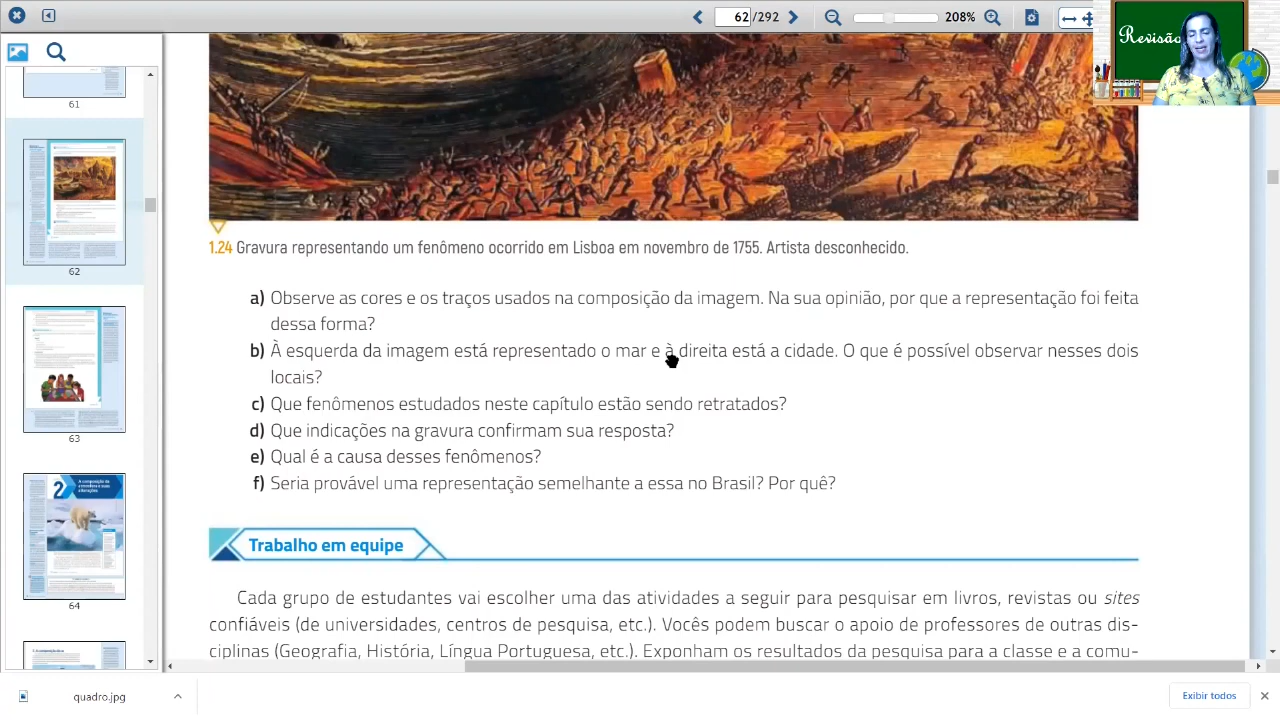 62 /292
208%
Revisão
61
62
63
64
1.24 Gravura representando um fenômeno ocorrido em Lisboa em novembro de 1755. Artista desconhecido.
a) Observe as cores e os traços usados na composição da imagem. Na sua opinião, por que a representação foi feita
dessa forma?
b) À esquerda da imagem está representado o mar e à direita está a cidade. O que é possível observar nesses dois
locais?
c) Que fenômenos estudados neste capítulo estão sendo retratados?
d) Que indicações na gravura confirmam sua resposta?
e) Qual é a causa desses fenômenos?
f) Seria provável uma representação semelhante a essa no Brasil? Por quê?
Trabalho em equipe
Cada grupo de estudantes vai escolher uma das atividades a seguir para pesquisar em livros, revistas ou sites
confiáveis (de universidades, centros de pesquisa, etc.). Vocês podem buscar o apoio de professores de outras dis-
ciplinas (Geografia, História, Língua Portuguesa, etc.). Exponham os resultados da pesquisa para a classe e a comu-
quadro.jpg
Exibir todos